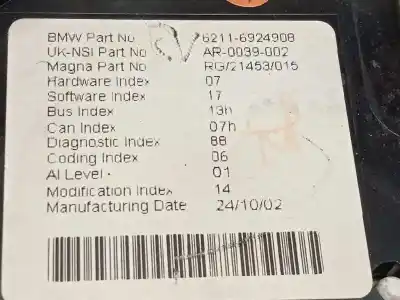 BMW Part No 6211-6924908
UK-NSI Part No AR-0039-002
Magna Part No RG/21453/015
Hardware Index 07
Software Index 17
Bus Index 13h
Can Index 07h
Diagnostic Index 88
Coding Index 06
AI Level 01
Modification Index 14
Manufacturing Date 24/10/02